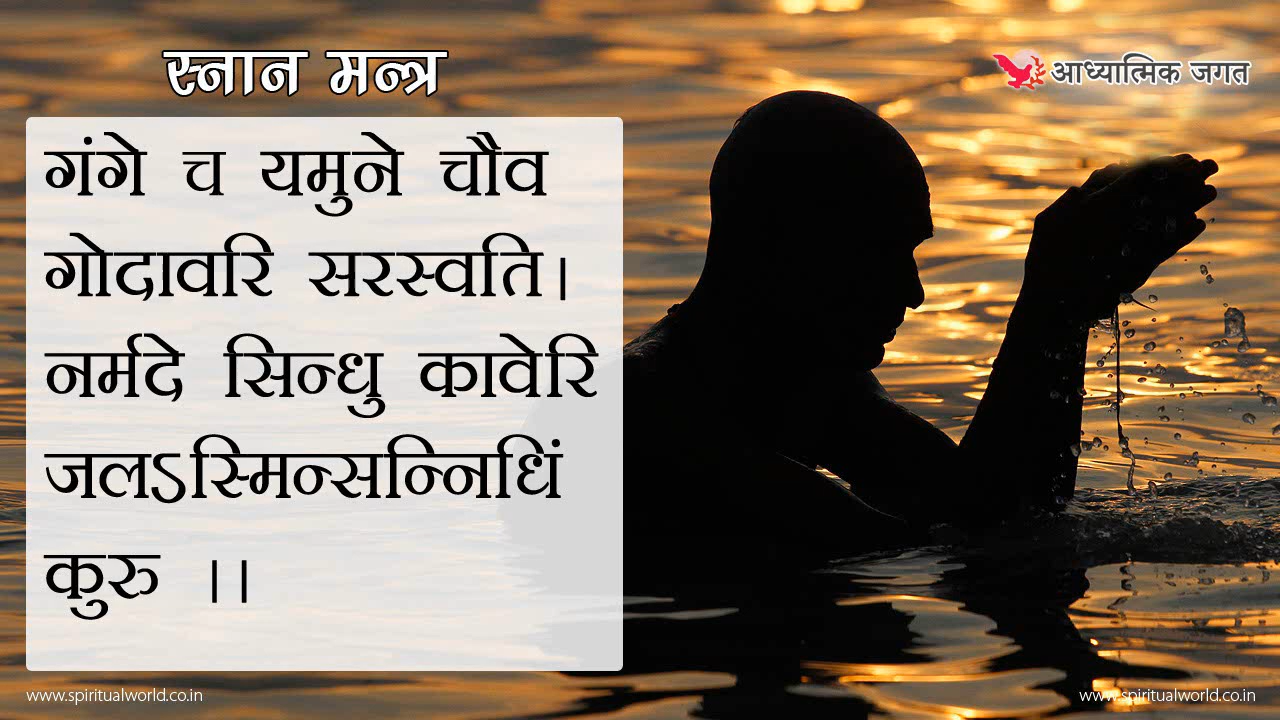 स्नान मन्त्र
आध्यात्मिक जगत
गंगे च यमुने चौव
गोदावरि सरस्वति।
नर्मदे सिन्धु कावेरि
जलऽस्मिन्सन्निधिं
कुरु ।।
www.spiritualworld.co.in
www.spiritualworld.co.in